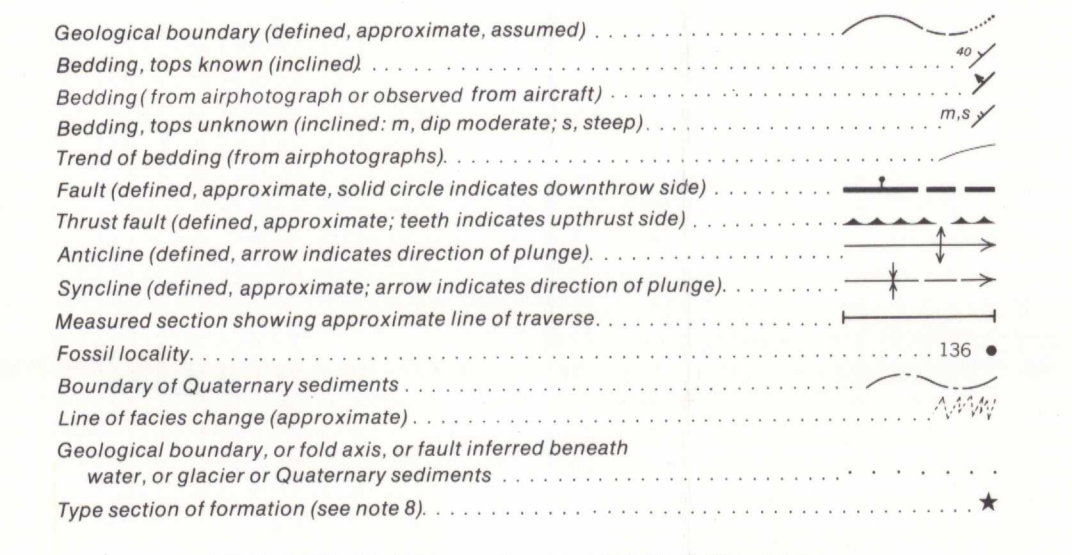 Geological boundary (defined, approximate, assumed)
Bedding, tops known (inclined) 40
Bedding (from airphotograph or observed from aircraft)
Bedding, tops unknown (inclined: m, dip moderate; s, steep) m,s
Trend of bedding (from airphotographs)
Fault (defined, approximate, solid circle indicates downthrow side)
Thrust fault (defined, approximate; teeth indicates upthrust side)
Anticline (defined, arrow indicates direction of plunge)
Syncline (defined, approximate; arrow indicates direction of plunge)
Measured section showing approximate line of traverse
Fossil locality 136
Boundary of Quaternary sediments
Line of facies change (approximate)
Geological boundary, or fold axis, or fault inferred beneath
water, or glacier or Quaternary sediments
Type section of formation (see note 8)